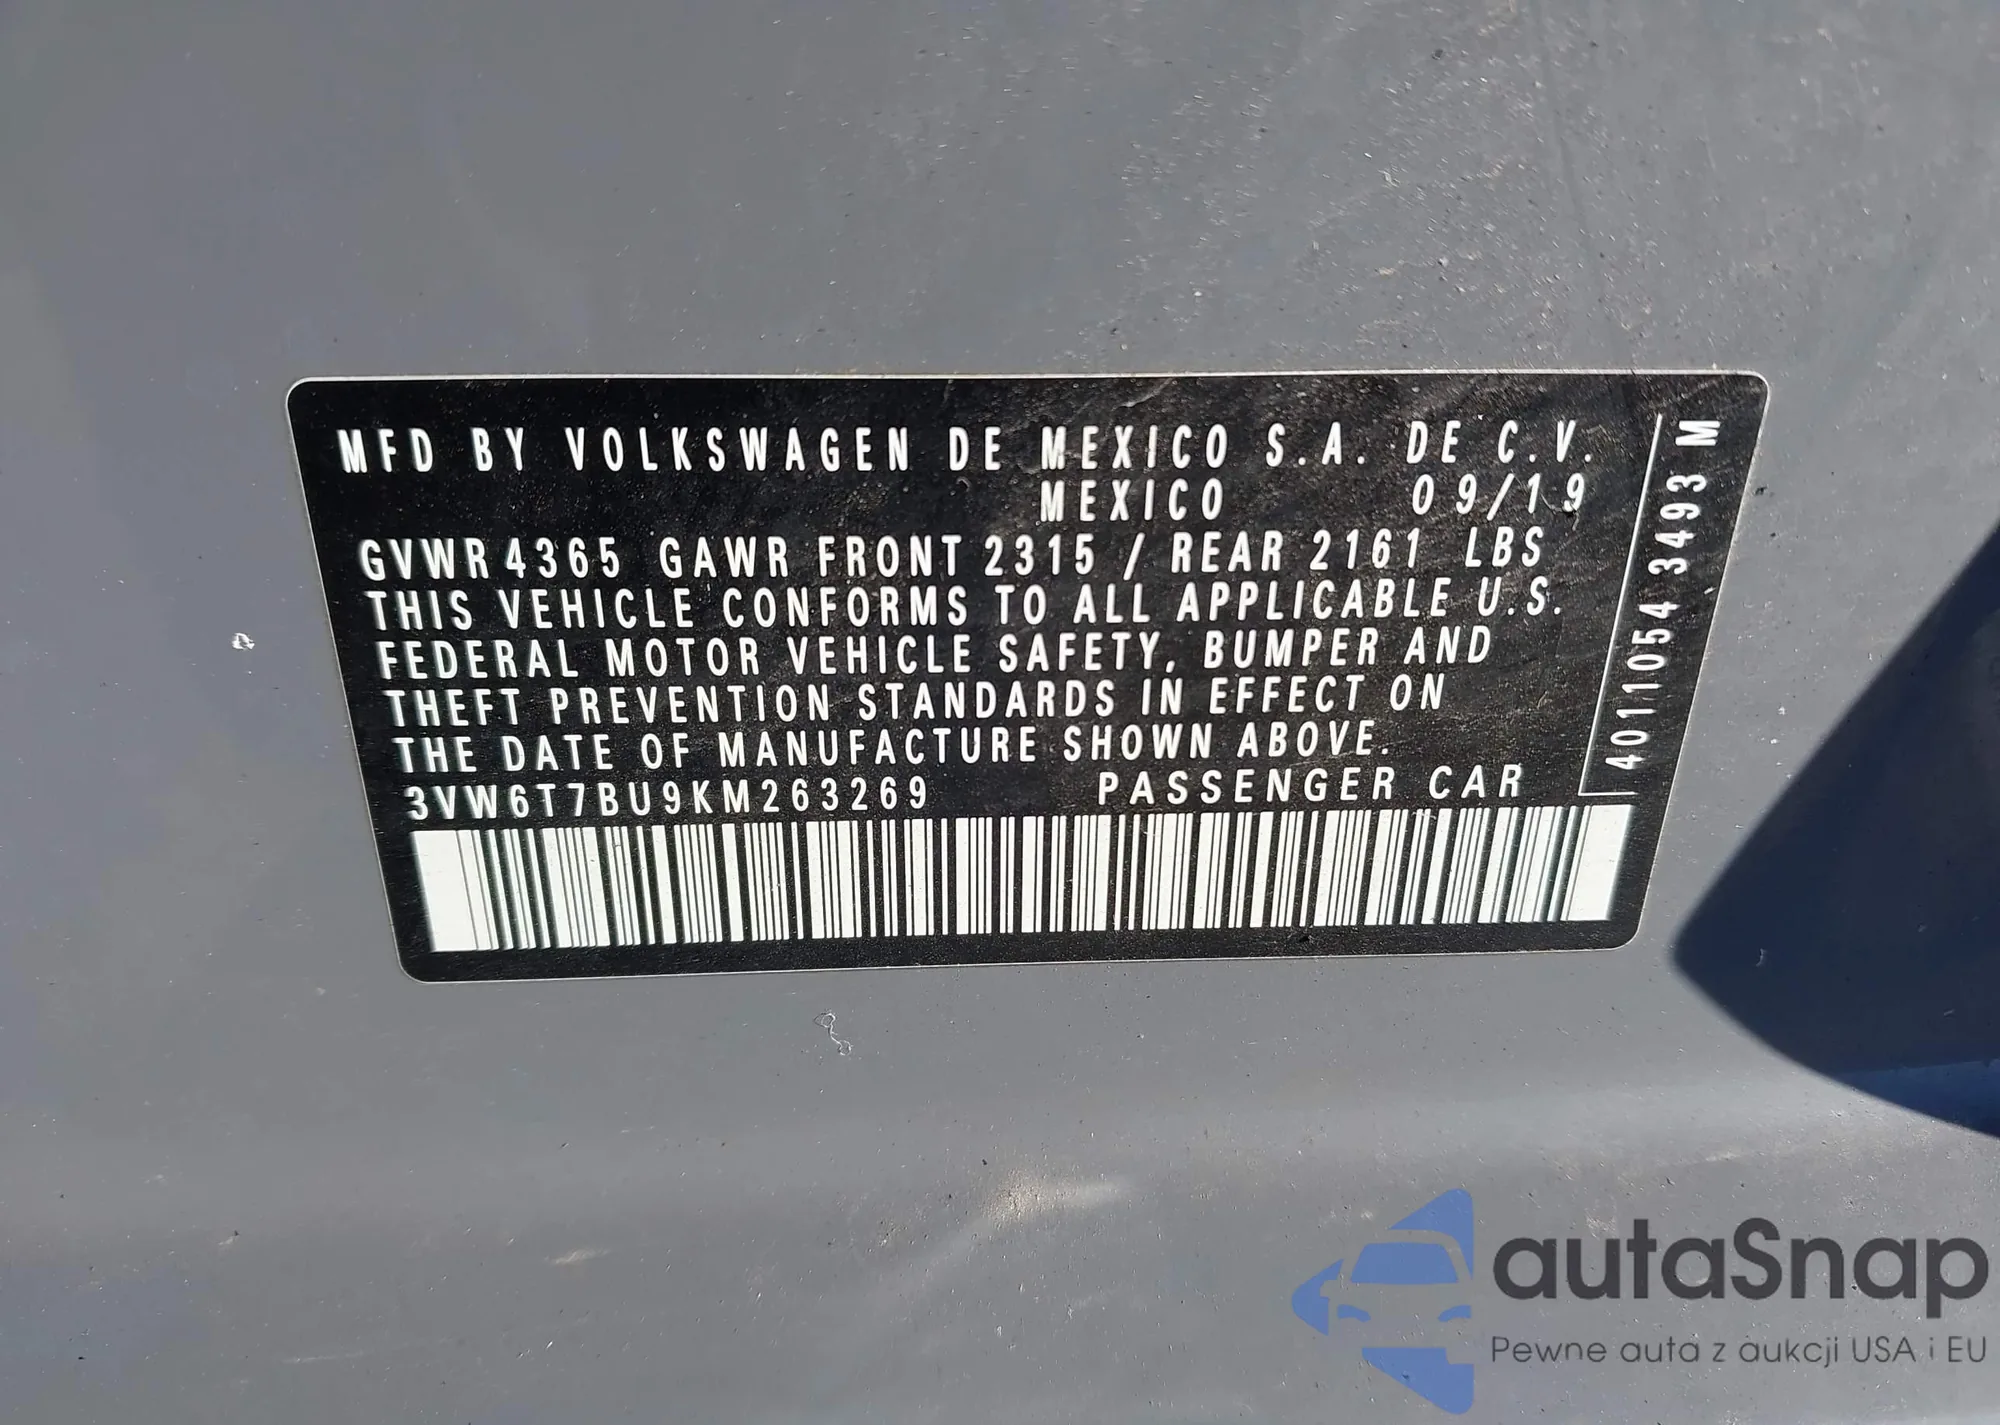 MFD BY VOLKSWAGEN DE MEXICO S.A. DE C.V.
MEXICO 09/19
GVWR 4365 GAWR FRONT 2315 / REAR 2161 LBS
THIS VEHICLE CONFORMS TO ALL APPLICABLE U.S.
FEDERAL MOTOR VEHICLE SAFETY, BUMPER AND
THEFT PREVENTION STANDARDS IN EFFECT ON
THE DATE OF MANUFACTURE SHOWN ABOVE.
3VW6T7BU9KM263269 PASSENGER CAR
4011054 3493 M
autaSnap
Pewne auta z aukcji USA i EU